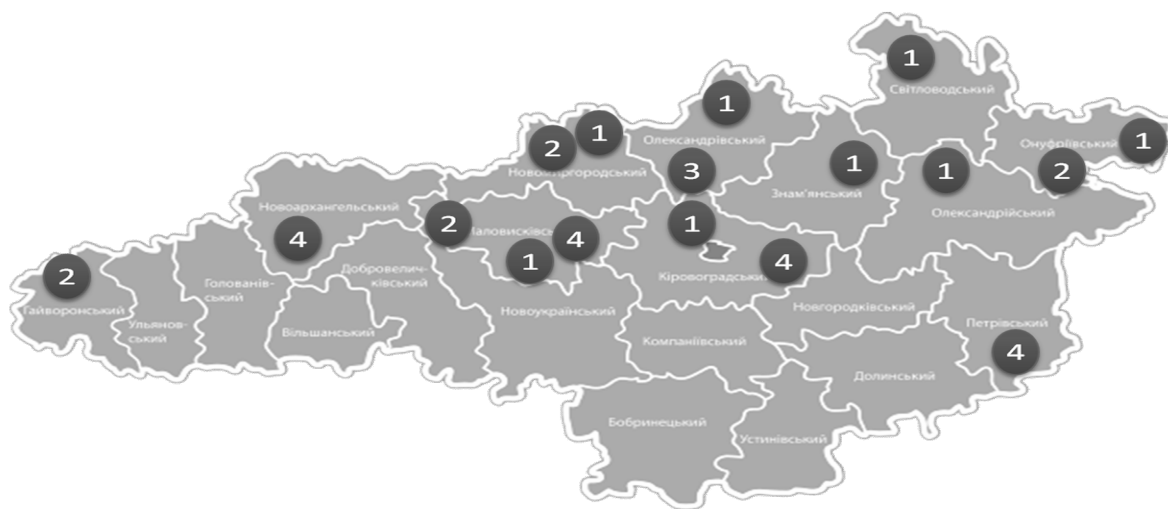 1
Світловодський
1
Олександрівський
1
2
Новомиргородський
1
Онуфріївський
2
1
Олександрійський
1
Знам'янський
3
Новоархангельський
4
2
Маловисківський
4
1
1
Кіровоградський
4
2
Гайворонський
Ульянов-
ський
Голованів-
ський
Добровелич-
ківський
Вільшанський
Новоукраїнський
Новгородківський
Компаніївський
Петрівський
4
Долинський
Бобринецький
Устинівський